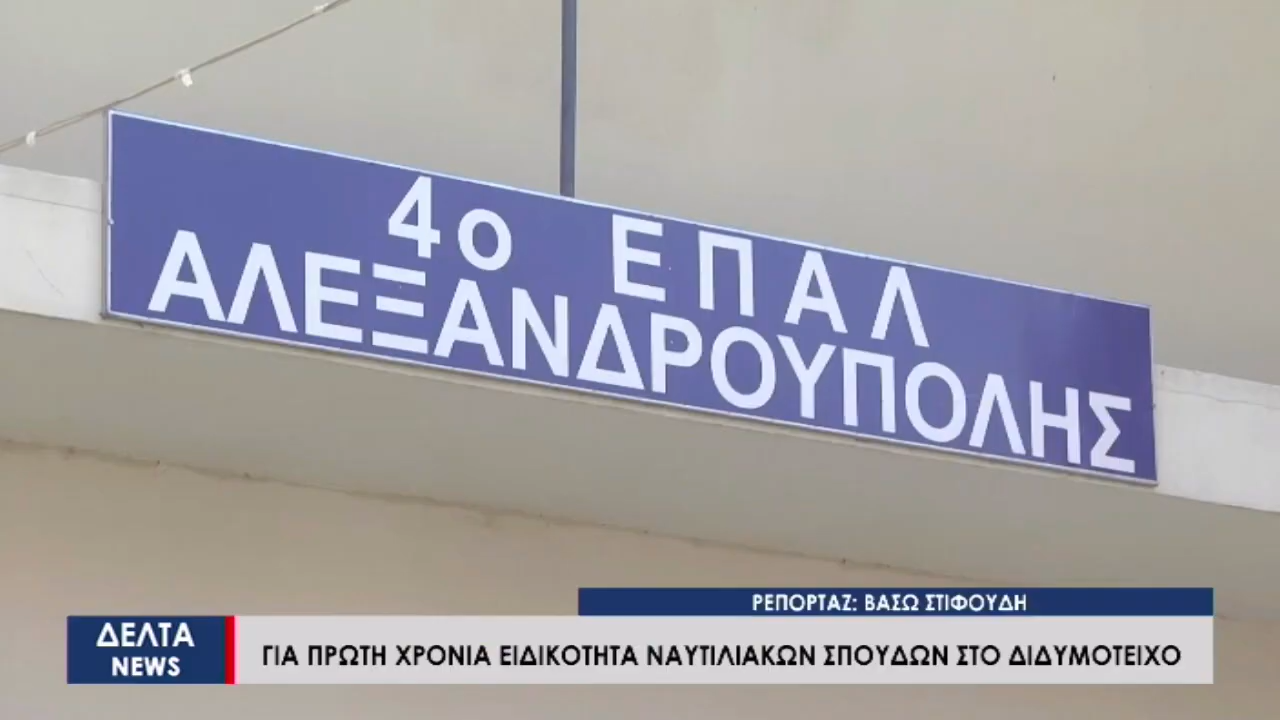 4ο ΕΠΑΛ
ΑΛΕΞΑΝΔΡΟΥΠΟΛΗΣ
ΡΕΠΟΡΤΑΖ: ΒΑΣΩ ΣΤΙΦΟΥΔΗ
ΔΕΛΤΑ
NEWS
ΓΙΑ ΠΡΩΤΗ ΧΡΟΝΙΑ ΕΙΔΙΚΟΤΗΤΑ ΝΑΥΤΙΛΙΑΚΩΝ ΣΠΟΥΔΩΝ ΣΤΟ ΔΙΔΥΜΟΤΕΙΧΟ